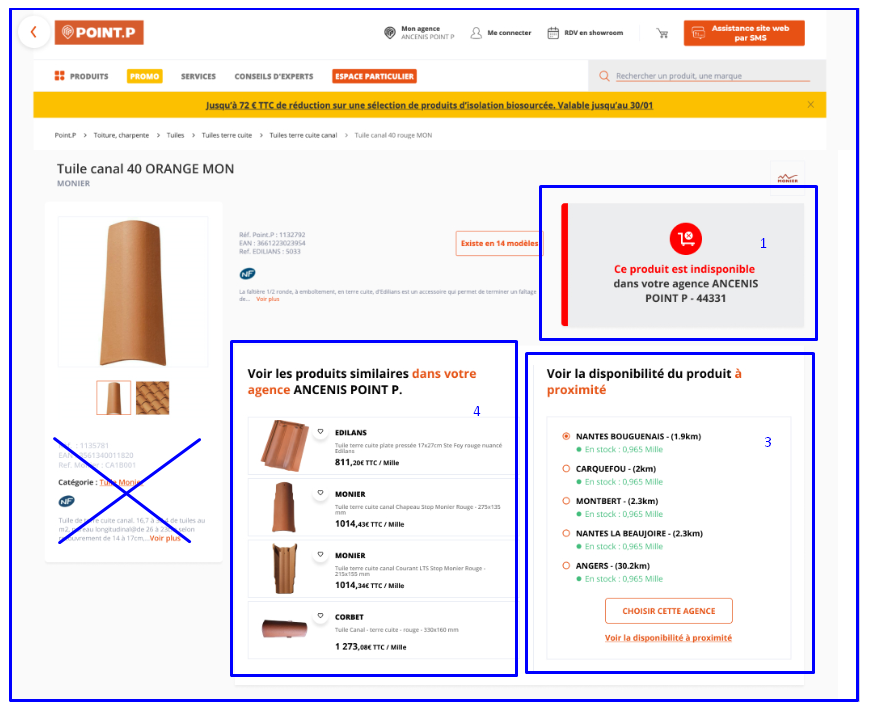 POINT.P
Mon agence
ANCENIS POINT P
Me connecter
RDV en showroom
Assistance site web
par SMS
PRODUITS
PROMO
SERVICES
CONSEILS D'EXPERTS
ESPACE PARTICULIER
Rechercher un produit, une marque
Jusqu'à 72 € TTC de réduction sur une sélection de produits d'isolation biosourcée. Valable jusqu'au 30/01
Point.P > Toiture, charpente > Tuiles > Tuiles terre cuite > Tuiles terre cuite canal > Tuile canal 40 rouge MON
Tuile canal 40 ORANGE MON
MONIER
MONIER
Réf. Point.P : 1132792
EAN : 3661223023954
Ref. EDILIANS : 5033
Existe en 14 modèles
NF
La faîtière 1/2 ronde, à emboîtement, en terre cuite, d'Edilians est un accessoire qui permet de terminer un faîtage
de... Voir plus
1
Ce produit est indisponible
dans votre agence ANCENIS
POINT P - 44331
: 1135781
EAN 3561340011820
Ref. : CA1B001
Catégorie : Tuile Monier
NF
Tuile de terre cuite canal. 16,7 à de tuiles au
m2. longitudinal de 26 à selon
recouvrement de 14 à 17cm... Voir plus
Voir les produits similaires dans votre
agence ANCENIS POINT P.
4
EDILANS
Tuile terre cuite plate pressée 17x27cm Ste Foy rouge nuancé
Edilans
811,20€ TTC / Mille
MONIER
Tuile terre cuite canal Chapeau Stop Monier Rouge - 275x135
mm
1014,43€ TTC / Mille
MONIER
Tuile terre cuite canal Courant LTS Stop Monier Rouge -
215x155 mm
1014,34€ TTC / Mille
CORBET
Tuile Canal - terre cuite - rouge - 330x160 mm
1 273,08€ TTC / Mille
Voir la disponibilité du produit à
proximité
3
NANTES BOUGUENAIS - (1.9km)
En stock : 0,965 Mille
CARQUEFOU - (2km)
En stock : 0,965 Mille
MONTBERT - (2.3km)
En stock : 0,965 Mille
NANTES LA BEAUJOIRE - (2.3km)
En stock : 0,965 Mille
ANGERS - (30.2km)
En stock : 0,965 Mille
CHOISIR CETTE AGENCE
Voir la disponibilité à proximité